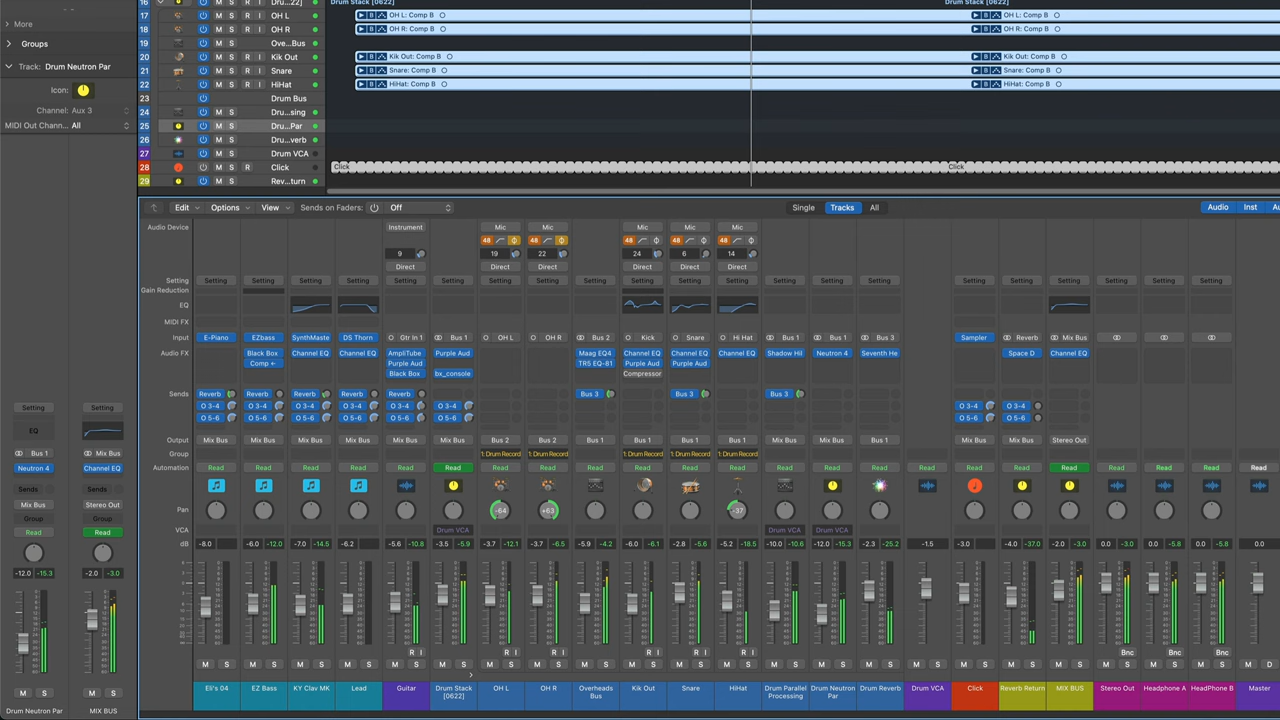 16 Dru...22] Drum Stack [0622] Drum Stack [0622]
More 17 OH L M S R I OH L: Comp B OH L: Comp B
18 OH R M S R I OH R: Comp B OH R: Comp B
Groups 19 Ove...Bus M S
20 Kik Out M S R I Kik Out: Comp B Kik Out: Comp B
Track: Drum Neutron Par 21 Snare M S R I Snare: Comp B Snare: Comp B
22 HiHat M S R I HiHat: Comp B HiHat: Comp B
Icon: 23 Drum Bus M S
Channel: Aux 3 24 Dru...sing M S
MIDI Out Chann... All 25 Dru...Par M S
26 Dru...verb M S
27 Drum VCA M S
28 Click M S R Click Click
29 Rev...turn M S
Edit Options View Sends on Faders: Off Single Tracks All Audio Inst Au
Audio Device Instrument Mic Mic Mic Mic Mic
48 48 48 48 48
9 19 22 24 6 14
Direct Direct Direct Direct Direct Direct
Setting Setting Setting Setting Setting Setting Setting Setting Setting Setting Setting Setting Setting Setting Setting Setting Setting Setting Setting Setting Setting Setting
Gain Reduction
EQ
MIDI FX
Input E-Piano EZbass SynthMaste DS Thorn Gtr In 1 Bus 1 OH L OH R Bus 2 Kick Snare Hi Hat Bus 1 Bus 1 Bus 3 Sampler Reverb Mix Bus
Audio FX Black Box Channel EQ Channel EQ AmpliTube Purple Aud Maag EQ4 Channel EQ Channel EQ Channel EQ Shadow Hil Neutron 4 Seventh He Space D Channel EQ
Comp Purple Aud TR5 EQ-81 Purple Aud Purple Aud
Black Box bx_console Compressor
Sends Reverb Reverb Reverb Reverb Reverb Bus 3 Bus 3 Bus 3
O 3-4 O 3-4 O 3-4 O 3-4 O 3-4 O 3-4 O 3-4 O 3-4
O 5-6 O 5-6 O 5-6 O 5-6 O 5-6 O 5-6 O 5-6 O 5-6
Setting Setting
EQ
Output Mix Bus Mix Bus Mix Bus Mix Bus Mix Bus Mix Bus Bus 2 Bus 2 Bus 1 Bus 1 Bus 1 Bus 1 Mix Bus Mix Bus Bus 1 Mix Bus Mix Bus Stereo Out
Bus 1 Mix Bus
Group 1: Drum Record 1: Drum Record 1: Drum Record 1: Drum Record 1: Drum Record
Neutron 4 Channel EQ
Automation Read Read Read Read Read Read Read Read Read Read Read Read Read Read Read Read Read Read Read Read Read Read Read
Sends Sends
Mix Bus Stereo Out
Pan -64 +63 -37
Group Group
Read Read
VCA Drum VCA Drum VCA Drum VCA
dB -8.0 -6.0 -12.0 -7.0 -14.5 -6.2 -5.6 -10.8 -3.5 -5.9 -3.7 -12.1 -3.7 -6.5 -5.9 -4.2 -6.0 -6.1 -2.8 -5.6 -5.2 -18.5 -10.0 -10.6 -12.0 -15.3 -2.3 -25.2 -1.5 -3.0 -4.0 -37.0 -2.0 -3.0 0.0 -3.0 0.0 -5.8 0.0 -5.8 0.0
-12.0 -15.3 -2.0 -3.0
R I R I R I R I R I R I Bnc Bnc Bnc
M S M S M S M S M S M S M S M S M S M S M S M S M S M S M S M S M S M S M S M S M S M S M D
M S M S
Eli's 04 EZ Bass KY Clav MK Lead Guitar Drum Stack [0622] OH L OH R Overheads Bus Kik Out Snare HiHat Drum Parallel Processing Drum Neutron Par Drum Reverb Drum VCA Click Reverb Return MIX BUS Stereo Out Headphone A HeadPhone B Master
Drum Neutron Par MIX BUS